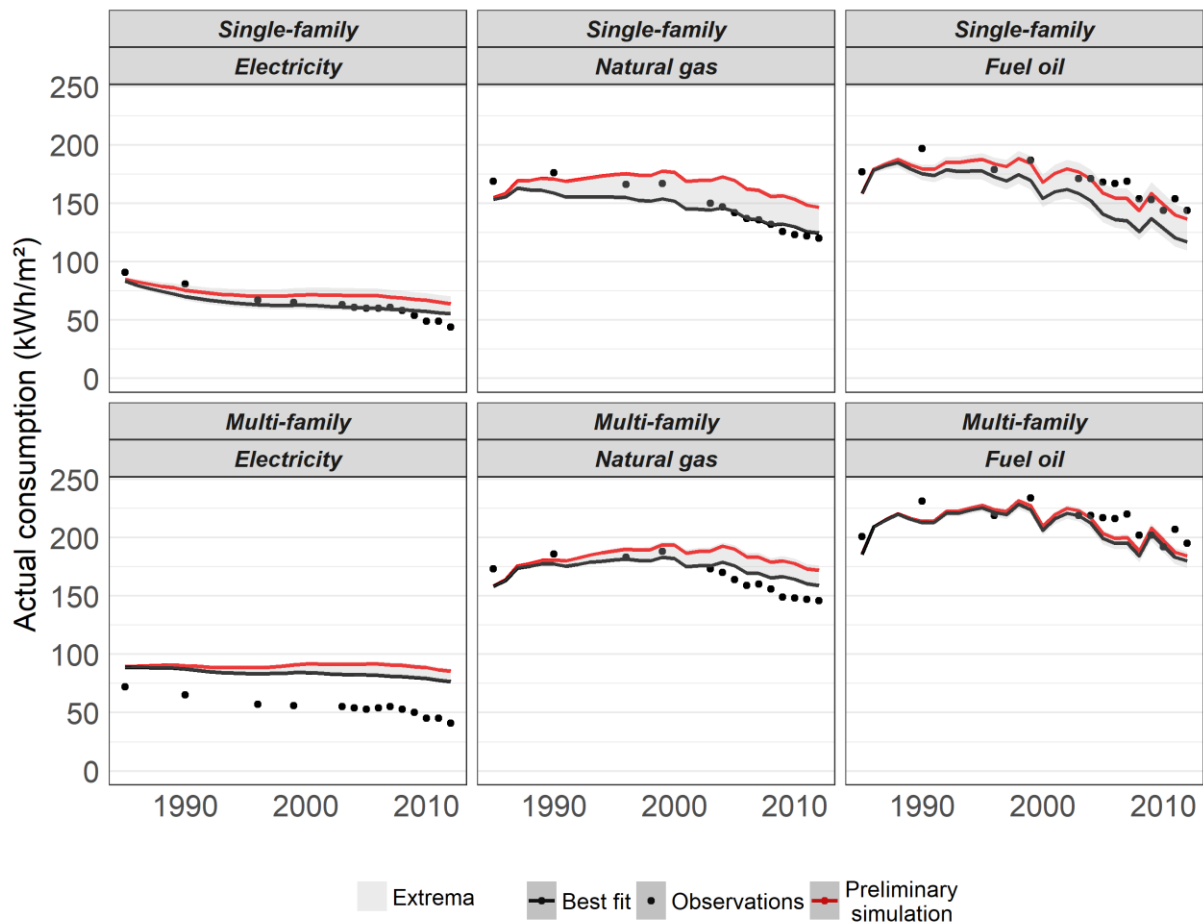 Single-family
Single-family
Single-family
Electricity
Natural gas
Fuel oil
250
200
150
100
50
0
Multi-family
Multi-family
Multi-family
Electricity
Natural gas
Fuel oil
250
200
150
100
50
0
Actual consumption (kWh/m²)
1990
2000
2010
1990
2000
2010
1990
2000
2010
Extrema
Best fit
Observations
Preliminary
simulation